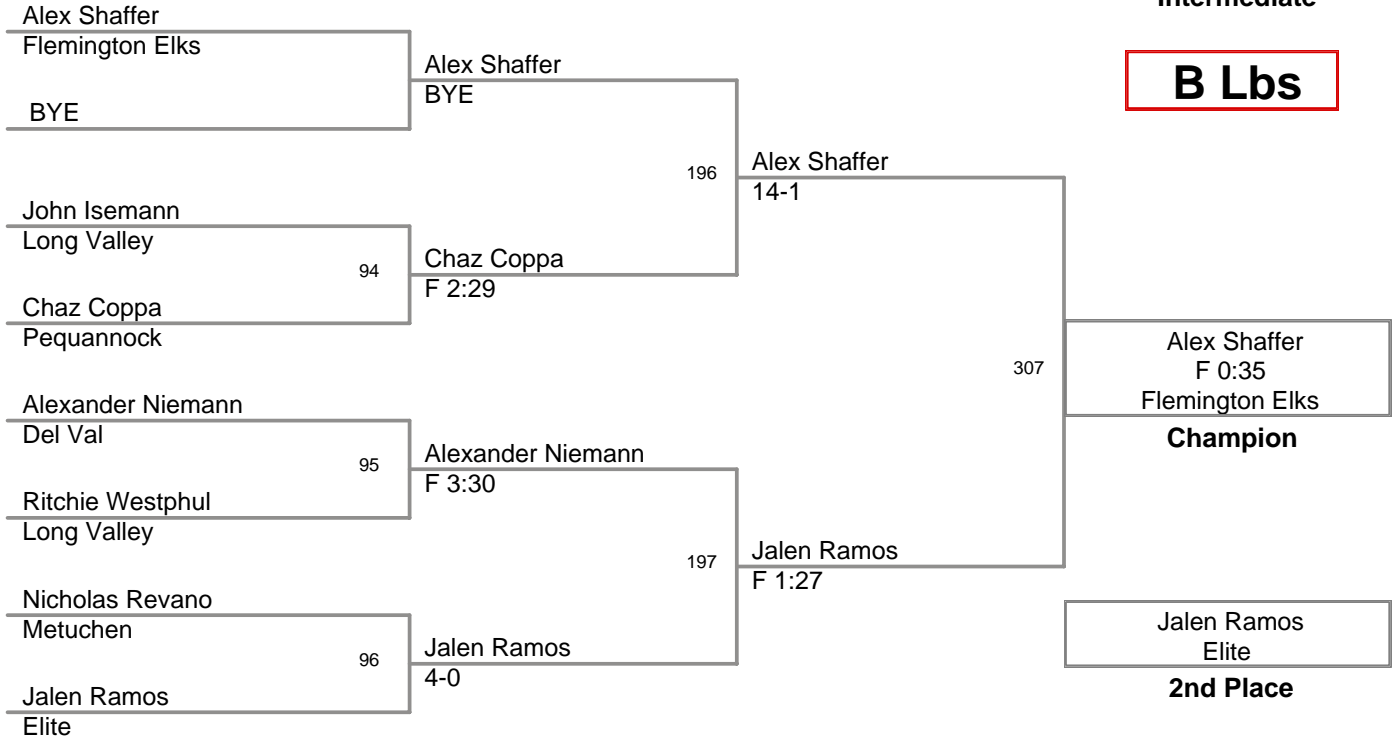 Intermediate
B Lbs
Alex Shaffer
Flemington Elks
BYE
John Isemann
Long Valley
94
Chaz Coppa
Pequannock
Alexander Niemann
Del Val
95
Ritchie Westphul
Long Valley
Nicholas Revano
Metuchen
96
Jalen Ramos
Elite
Alex Shaffer
BYE
196
Chaz Coppa
F 2:29
Alexander Niemann
F 3:30
197
Jalen Ramos
4-0
Alex Shaffer
14-1
307
Jalen Ramos
F 1:27
Alex Shaffer
F 0:35
Flemington Elks
Champion
Jalen Ramos
Elite
2nd Place